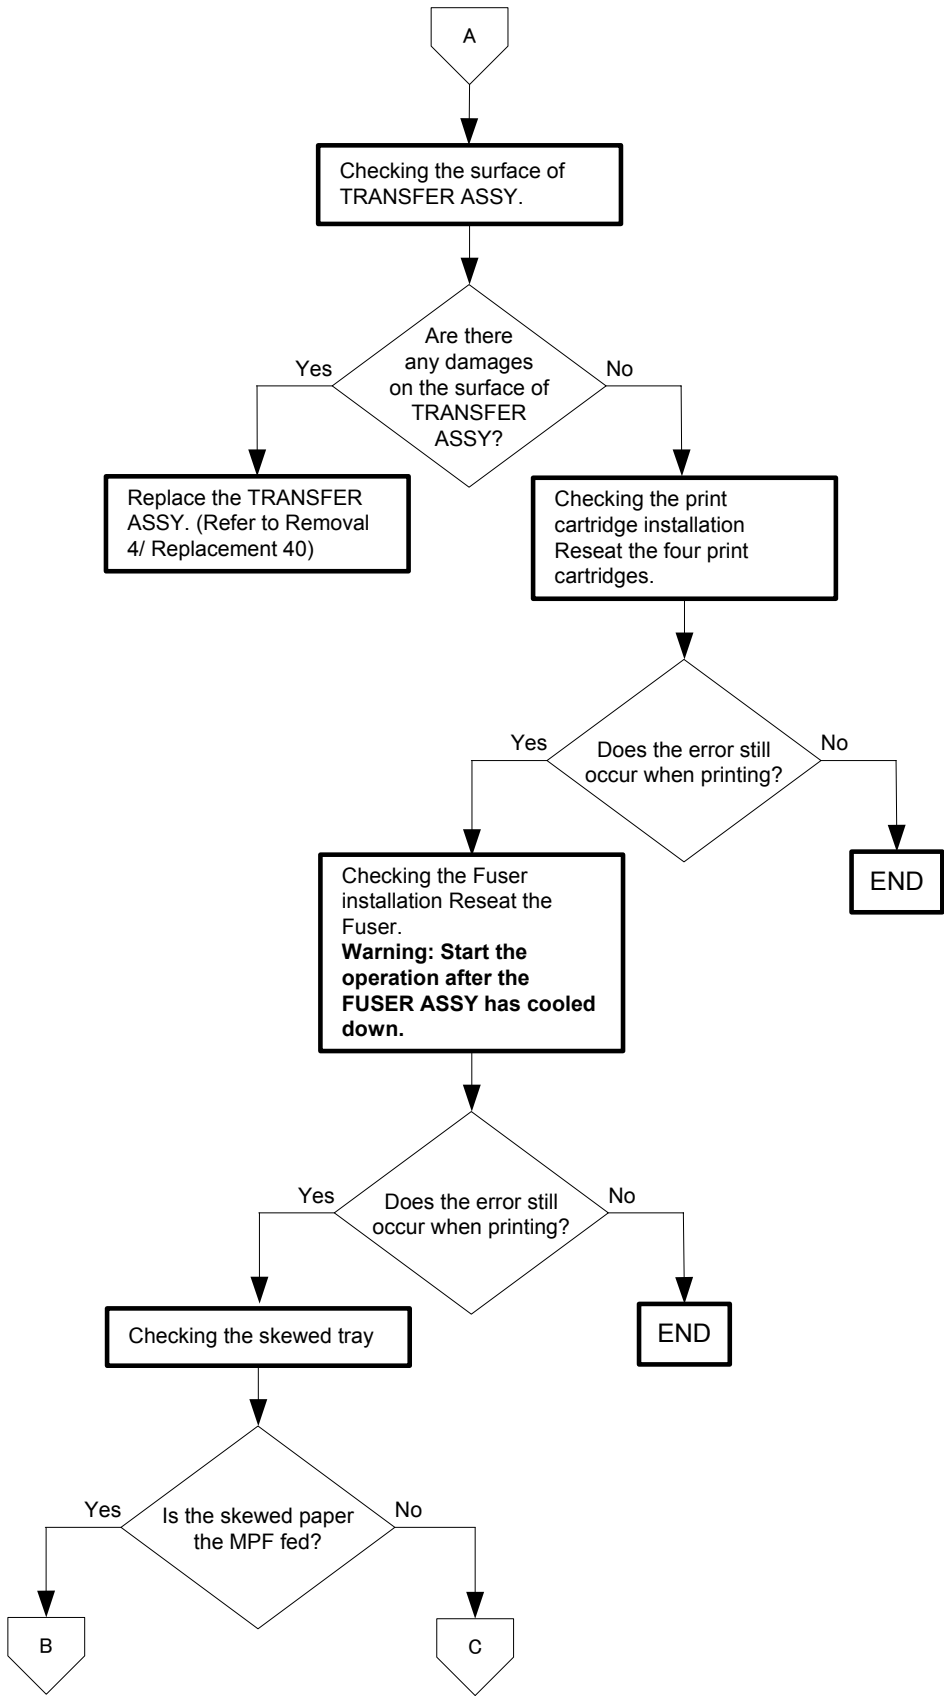 A
Checking the surface of
TRANSFER ASSY.
Are there
any damages
on the surface of
TRANSFER
ASSY?
Yes
No
Replace the TRANSFER
ASSY. (Refer to Removal
4/ Replacement 40)
Checking the print
cartridge installation
Reseat the four print
cartridges.
Does the error still
occur when printing?
Yes
No
END
Checking the Fuser
installation Reseat the
Fuser.
Warning: Start the
operation after the
FUSER ASSY has cooled
down.
Does the error still
occur when printing?
Yes
No
END
Checking the skewed tray
Is the skewed paper
the MPF fed?
Yes
No
B
C